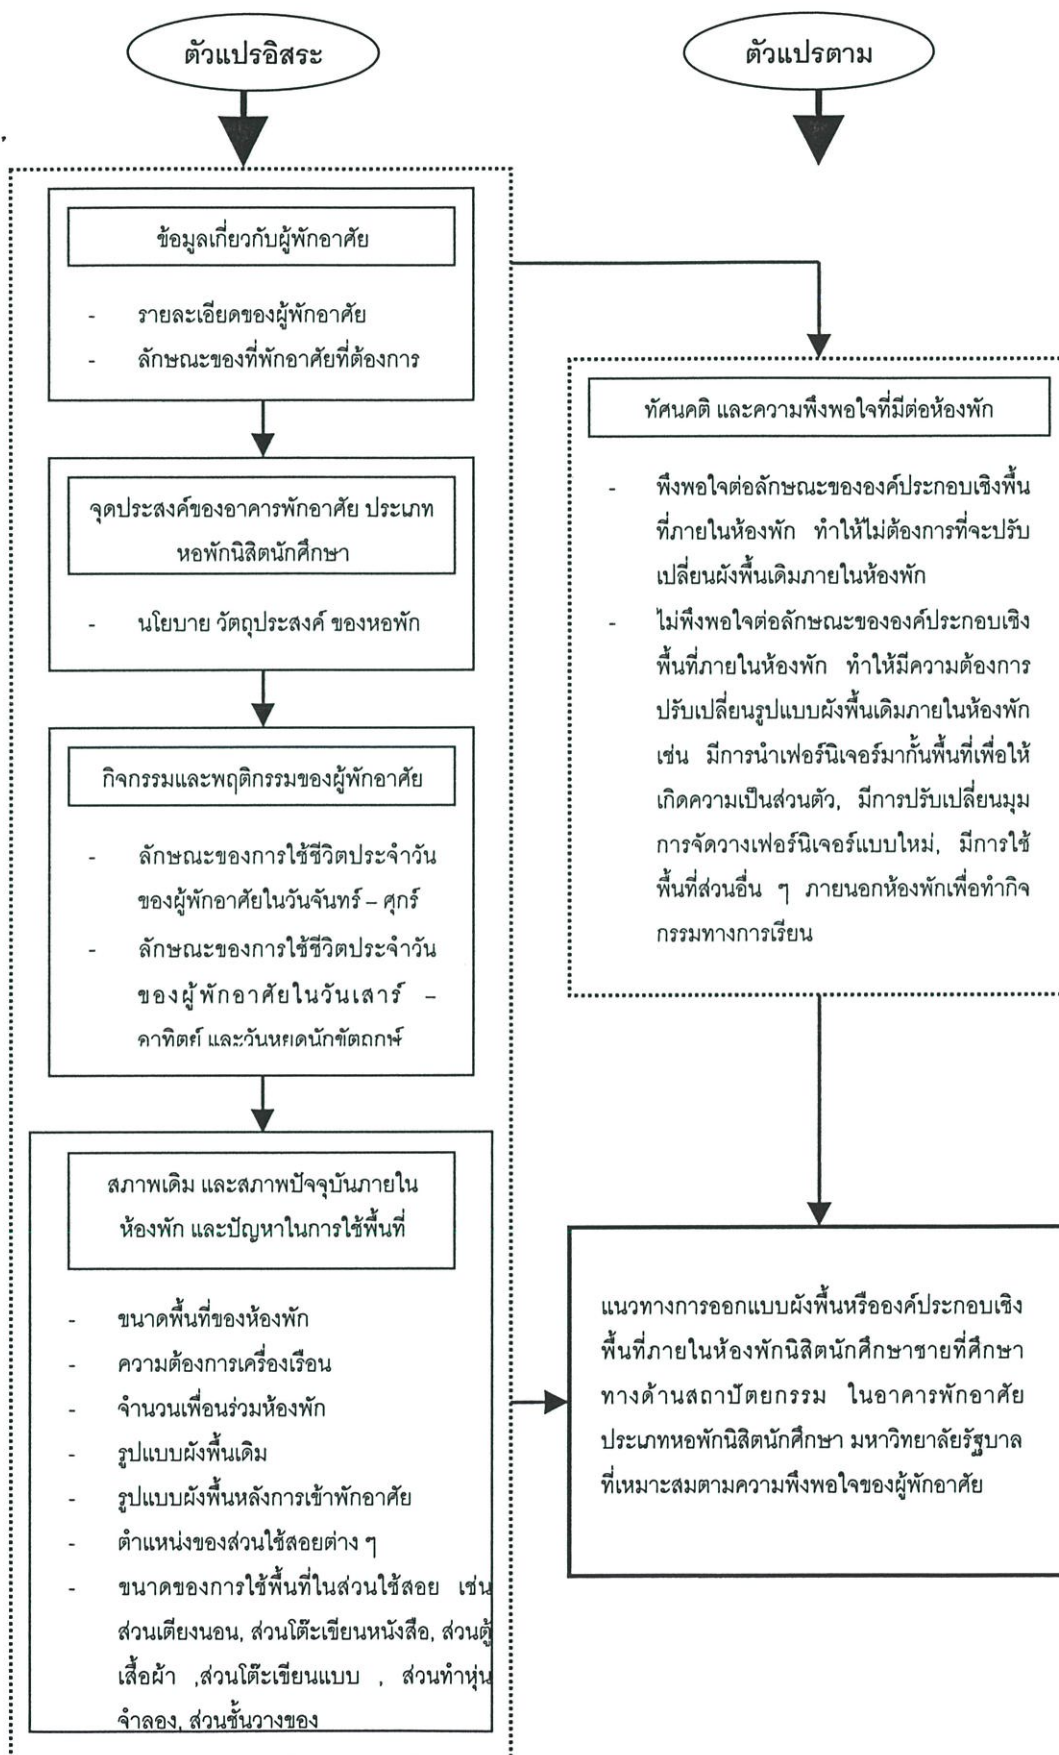 ตัวแปรอิสระ
ข้อมูลเกี่ยวกับผู้พักอาศัย
- รายละเอียดของผู้พักอาศัย
- ลักษณะของที่พักอาศัยที่ต้องการ
จุดประสงค์ของอาคารพักอาศัย ประเภท
หอพักนิสิตนักศึกษา
- นโยบาย วัตถุประสงค์ ของหอพัก
กิจกรรมและพฤติกรรมของผู้พักอาศัย
- ลักษณะของการใช้ชีวิตประจำวัน
ของผู้พักอาศัยในวันจันทร์ – ศุกร์
- ลักษณะของการใช้ชีวิตประจำวัน
ของผู้พักอาศัยในวันเสาร์ –
อาทิตย์ และวันหยุดนักขัตฤกษ์
สภาพเดิม และสภาพปัจจุบันภายใน
ห้องพัก และปัญหาในการใช้พื้นที่
- ขนาดพื้นที่ของห้องพัก
- ความต้องการเครื่องเรือน
- จำนวนเพื่อนร่วมห้องพัก
- รูปแบบผังพื้นเดิม
- รูปแบบผังพื้นหลังการเข้าพักอาศัย
- ตำแหน่งของส่วนใช้สอยต่าง ๆ
- ขนาดของการใช้พื้นที่ในส่วนใช้สอย เช่น
ส่วนเตียงนอน, ส่วนโต๊ะเขียนหนังสือ, ส่วนตู้
เสื้อผ้า ,ส่วนโต๊ะเขียนแบบ , ส่วนทำหุ่น
จำลอง, ส่วนชั้นวางของ
ตัวแปรตาม
ทัศนคติ และความพึงพอใจที่มีต่อห้องพัก
- พึงพอใจต่อลักษณะขององค์ประกอบเชิงพื้น
ที่ภายในห้องพัก ทำให้ไม่ต้องการที่จะปรับ
เปลี่ยนผังพื้นเดิมภายในห้องพัก
- ไม่พึงพอใจต่อลักษณะขององค์ประกอบเชิง
พื้นที่ภายในห้องพัก ทำให้มีความต้องการ
ปรับเปลี่ยนรูปแบบผังพื้นเดิมภายในห้องพัก
เช่น มีการนำเฟอร์นิเจอร์มากั้นพื้นที่เพื่อให้
เกิดความเป็นส่วนตัว, มีการปรับเปลี่ยนมุม
การจัดวางเฟอร์นิเจอร์แบบใหม่, มีการใช้
พื้นที่ส่วนอื่น ๆ ภายนอกห้องพักเพื่อทำกิจ
กรรมทางการเรียน
แนวทางการออกแบบผังพื้นหรือองค์ประกอบเชิง
พื้นที่ภายในห้องพักนิสิตนักศึกษาชายที่ศึกษา
ทางด้านสถาปัตยกรรม ในอาคารพักอาศัย
ประเภทหอพักนิสิตนักศึกษา มหาวิทยาลัยรัฐบาล
ที่เหมาะสมตามความพึงพอใจของผู้พักอาศัย